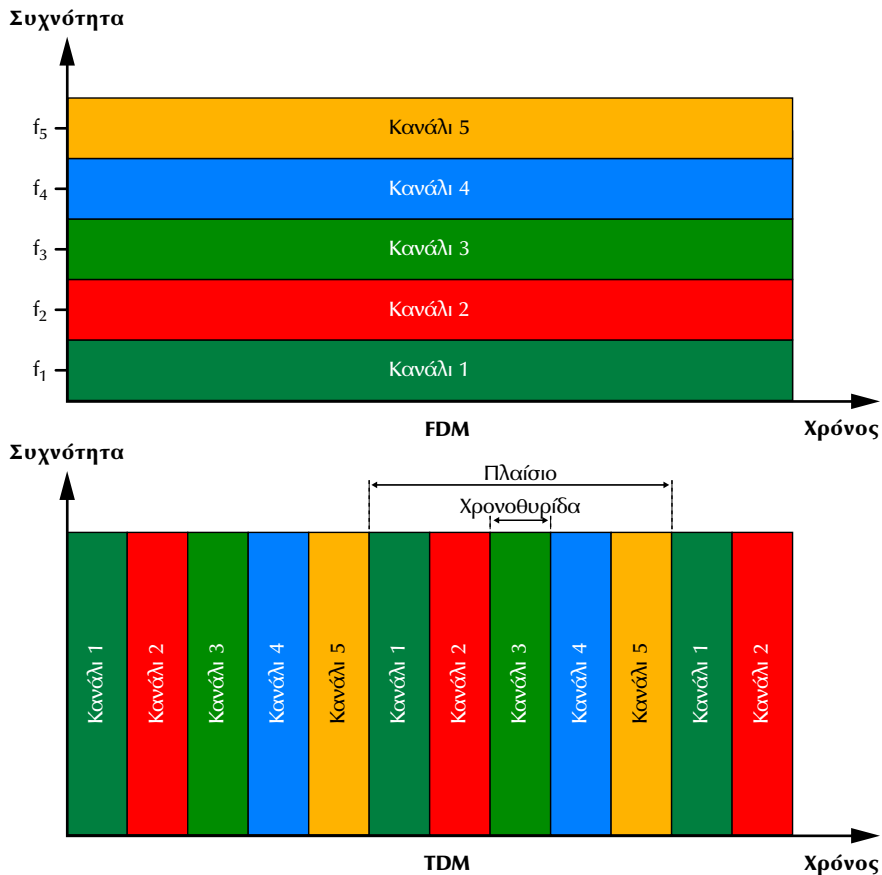 Συχνότητα
f5
Κανάλι 5
f4
Κανάλι 4
f3
Κανάλι 3
f2
Κανάλι 2
f1
Κανάλι 1
FDM
Χρόνος
Συχνότητα
Πλαίσιο
Χρονοθυρίδα
Κανάλι 1
Κανάλι 2
Κανάλι 3
Κανάλι 4
Κανάλι 5
Κανάλι 1
Κανάλι 2
Κανάλι 3
Κανάλι 4
Κανάλι 5
Κανάλι 1
Κανάλι 2
TDM
Χρόνος